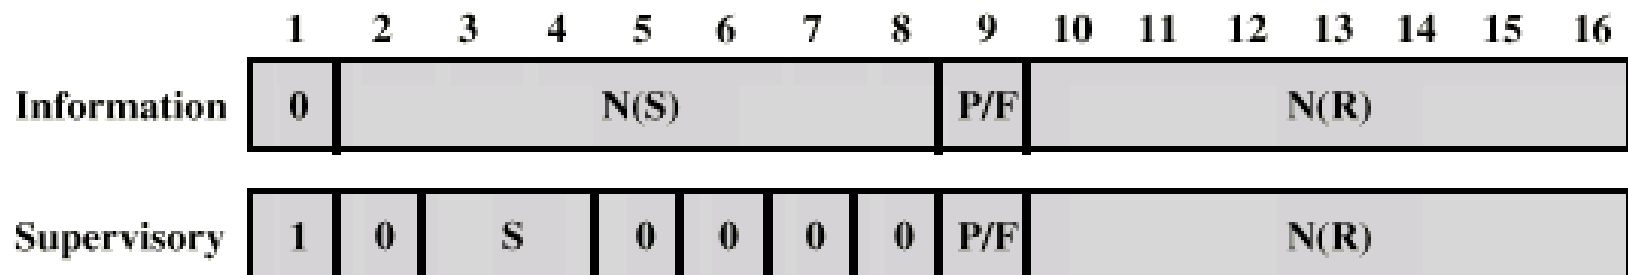 1 2 3 4 5 6 7 8 9 10 11 12 13 14 15 16
Information 0 N(S) P/F N(R)
Supervisory 1 0 S 0 0 0 0 P/F N(R)